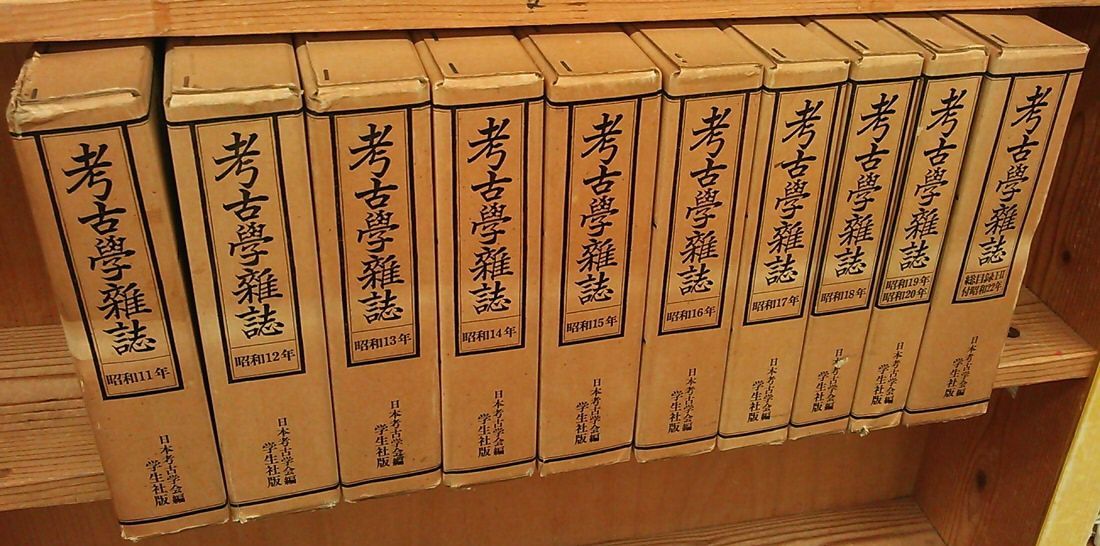 考古學雜誌
昭和11年
日本考古学会編
学生社版
考古學雜誌
昭和12年
日本考古学会編
学生社版
考古學雜誌
昭和13年
日本考古学会編
学生社版
考古學雜誌
昭和14年
日本考古学会編
学生社版
考古學雜誌
昭和15年
日本考古学会編
学生社版
考古學雜誌
昭和16年
日本考古学会編
学生社版
考古學雜誌
昭和17年
日本考古学会編
学生社版
考古學雜誌
昭和18年
日本考古学会編
学生社版
考古學雜誌
昭和19年
昭和20年
日本考古学会編
学生社版
考古學雜誌
総目録I·II
付昭和22年
日本考古学会編
学生社版